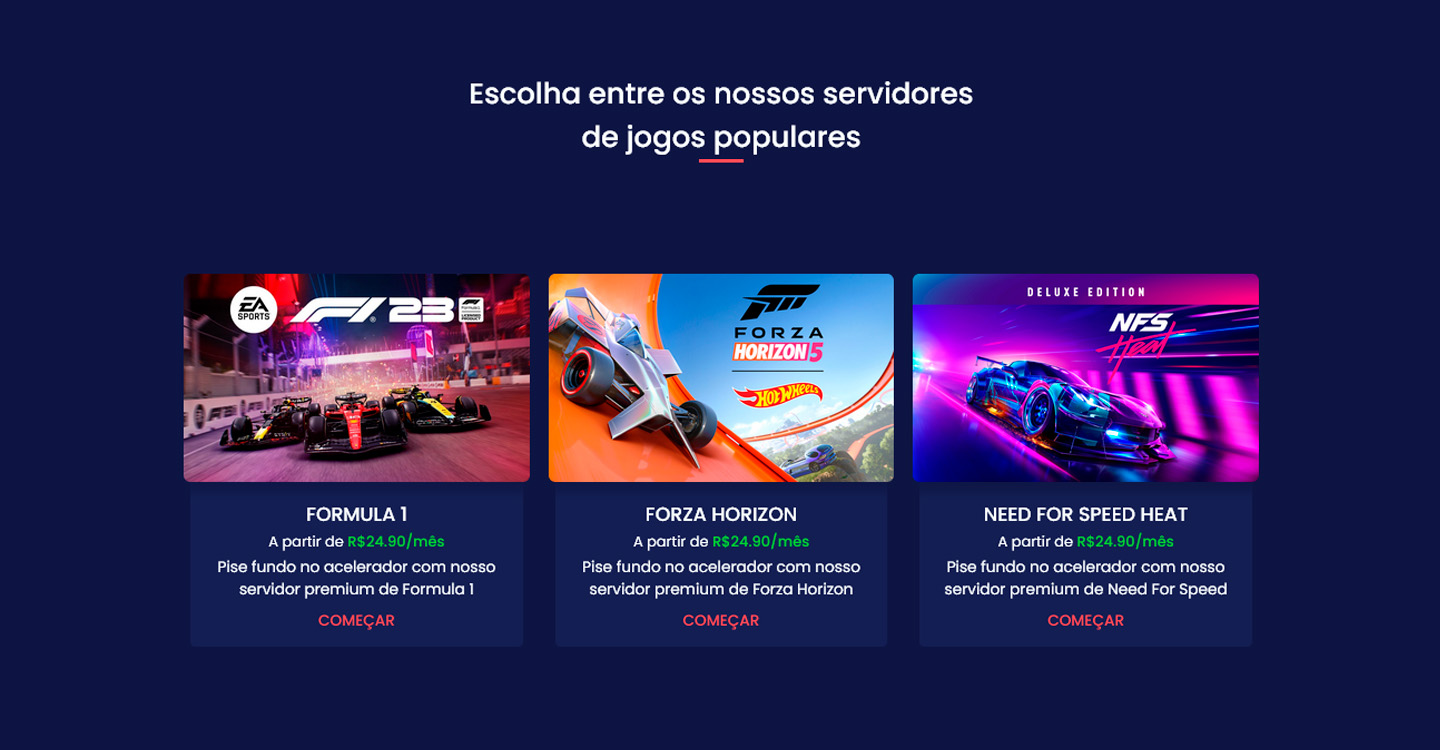 Escolha entre os nossos servidores
de jogos populares
EA
SPORTS
F1 23
DELUXE EDITION
FORZA
HORIZON 5
HOT WHEELS
NFS
Heat
FORMULA 1
A partir de R$24.90/mês
Pise fundo no acelerador com nosso
servidor premium de Formula 1
COMEÇAR
FORZA HORIZON
A partir de R$24.90/mês
Pise fundo no acelerador com nosso
servidor premium de Forza Horizon
COMEÇAR
NEED FOR SPEED HEAT
A partir de R$24.90/mês
Pise fundo no acelerador com nosso
servidor premium de Need For Speed
COMEÇAR